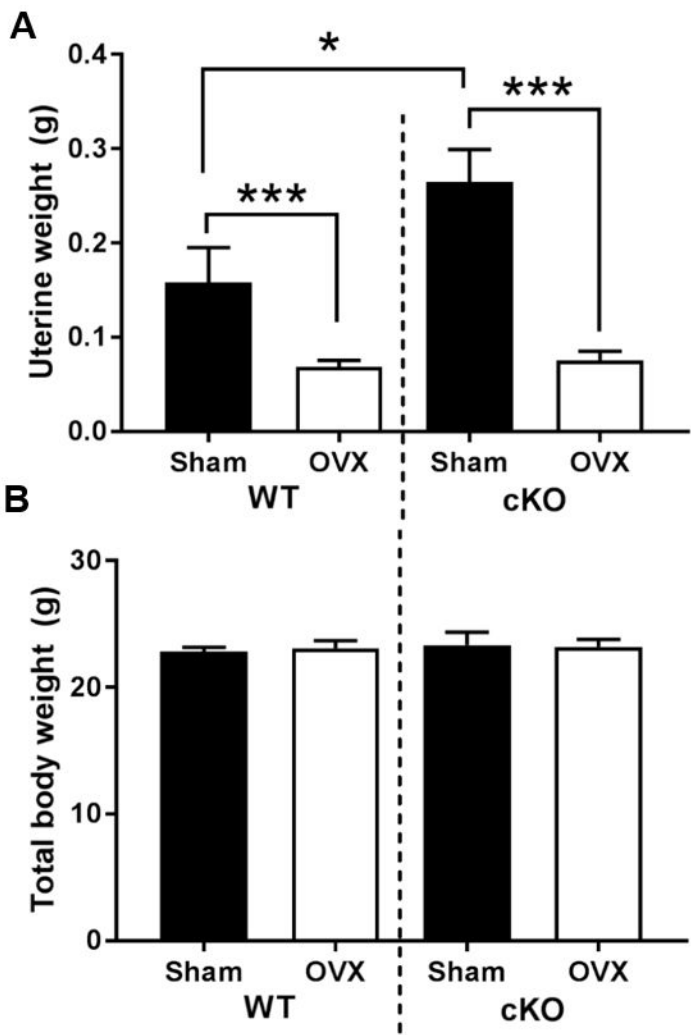 A
Uterine weight (g)
0.4
0.3
0.2
0.1
0.0
*
***
***
Sham OVX Sham OVX
WT cKO
B
Total body weight (g)
30
20
10
0
Sham OVX Sham OVX
WT cKO